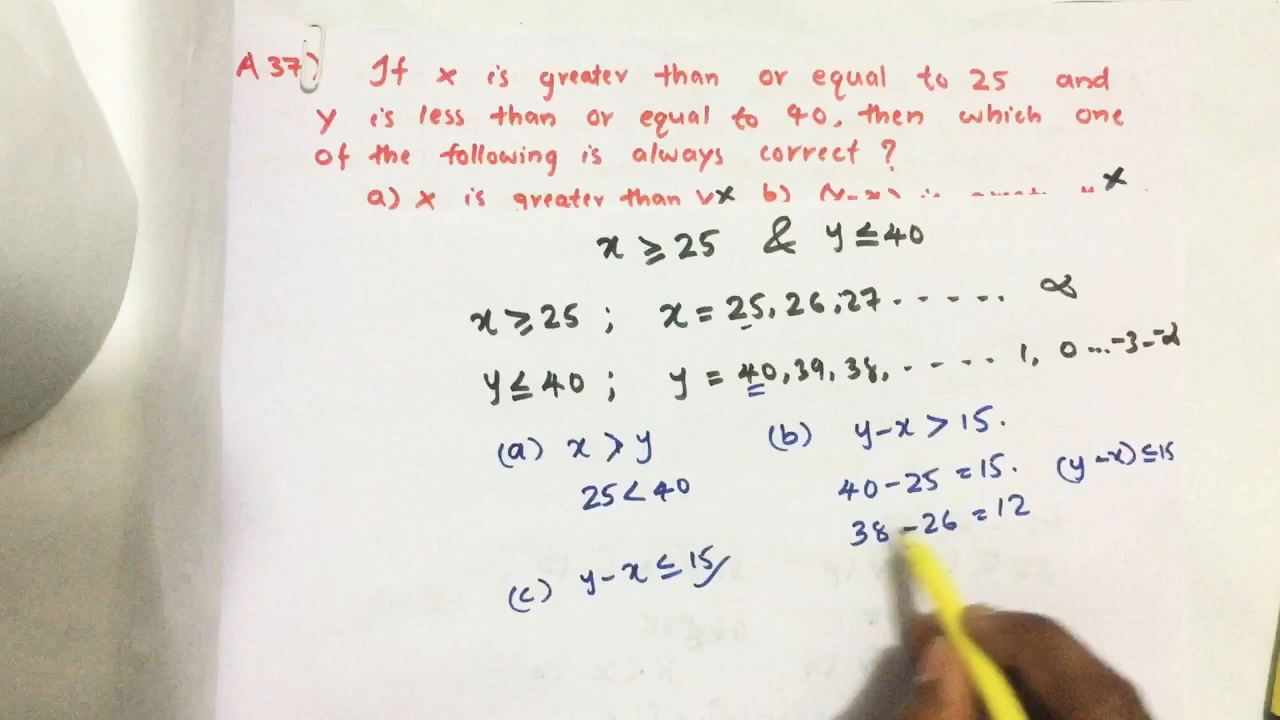 A 37) If x is greater than or equal to 25 and
y is less than or equal to 40, then which one
of the following is always correct ?
a) x is greater than y x b) (y-x) is x
x ≥ 25 & y ≤ 40
x ≥ 25 ; x = 25, 26, 27 ...... ∞
y ≤ 40 ; y = 40, 39, 38, ..... 1, 0 ... -3 - -∞
(a) x > y (b) y-x > 15.
25 < 40 40 - 25 = 15. (y-x) ≤ 15
38 - 26 = 12
(c) y-x ≤ 15 ✓